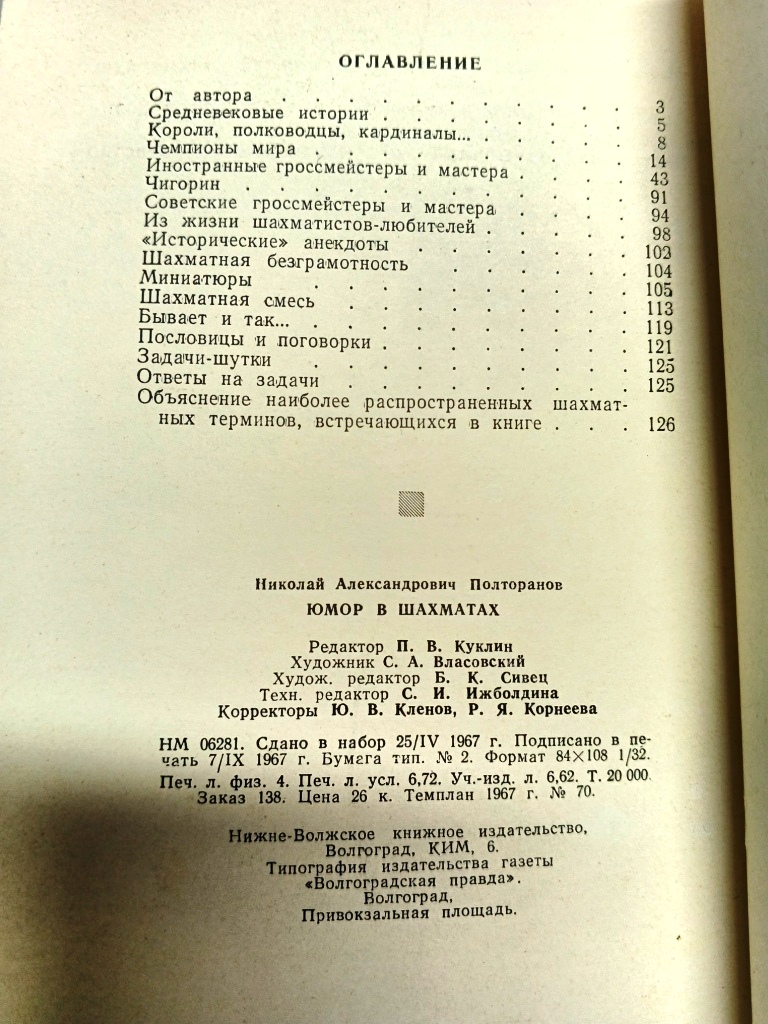 ОГЛАВЛЕНИЕ
От автора . . . . . . . . . . 3
Средневековые истории . . . . . . . 5
Короли, полководцы, кардиналы... . . . . . 8
Чемпионы мира . . . . . . . . . 14
Иностранные гроссмейстеры и мастера . . . . 43
Чигорин . . . . . . . . . . . 91
Советские гроссмейстеры и мастера . . . . 94
Из жизни шахматистов-любителей . . . . . 98
«Исторические» анекдоты . . . . . . 103
Шахматная безграмотность . . . . . . 104
Миниатюры . . . . . . . . . 105
Шахматная смесь . . . . . . . . 113
Бывает и так... . . . . . . . . . 119
Пословицы и поговорки . . . . . . . 121
Задачи-шутки . . . . . . . . . 125
Ответы на задачи . . . . . . . . 125
Объяснение наиболее распространенных шахмат-
ных терминов, встречающихся в книге . . . 126
Николай Александрович Полторанов
ЮМОР В ШАХМАТАХ
Редактор П. В. Куклин
Художник С. А. Власовский
Худож. редактор Б. К. Сивец
Техн. редактор С. И. Ижболдина
Корректоры Ю. В. Кленов, Р. Я. Корнеева
НМ 06281. Сдано в набор 25/IV 1967 г. Подписано в пе-
чать 7/IX 1967 г. Бумага тип. № 2. Формат 84×108 1/32.
Печ. л. физ. 4. Печ. л. усл. 6,72. Уч.-изд. л. 6,62. Т. 20 000.
Заказ 138. Цена 26 к. Темплан 1967 г. № 70.
Нижне-Волжское книжное издательство,
Волгоград, КИМ, 6.
Типография издательства газеты
«Волгоградская правда».
Волгоград,
Привокзальная площадь.